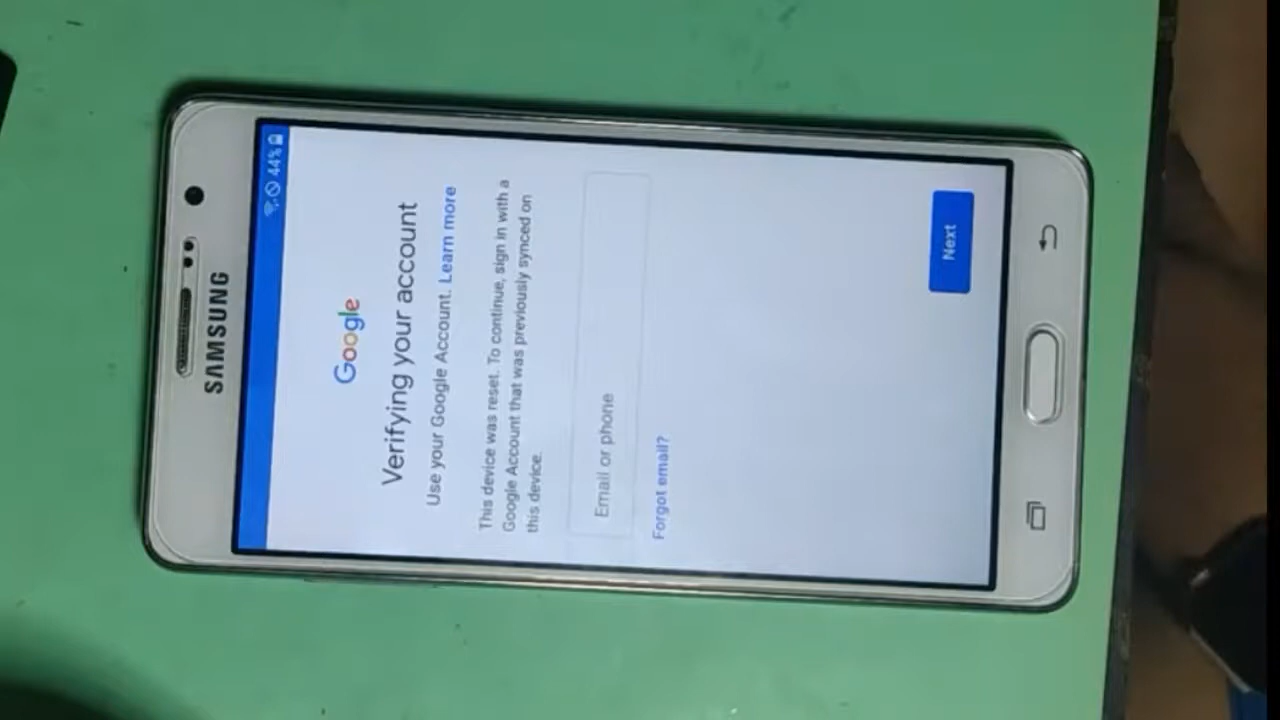 SAMSUNG
44%
Google
Verifying your account
Use your Google Account. Learn more
This device was reset. To continue, sign in with a
Google Account that was previously synced on
this device.
Email or phone
Forgot email?
Next